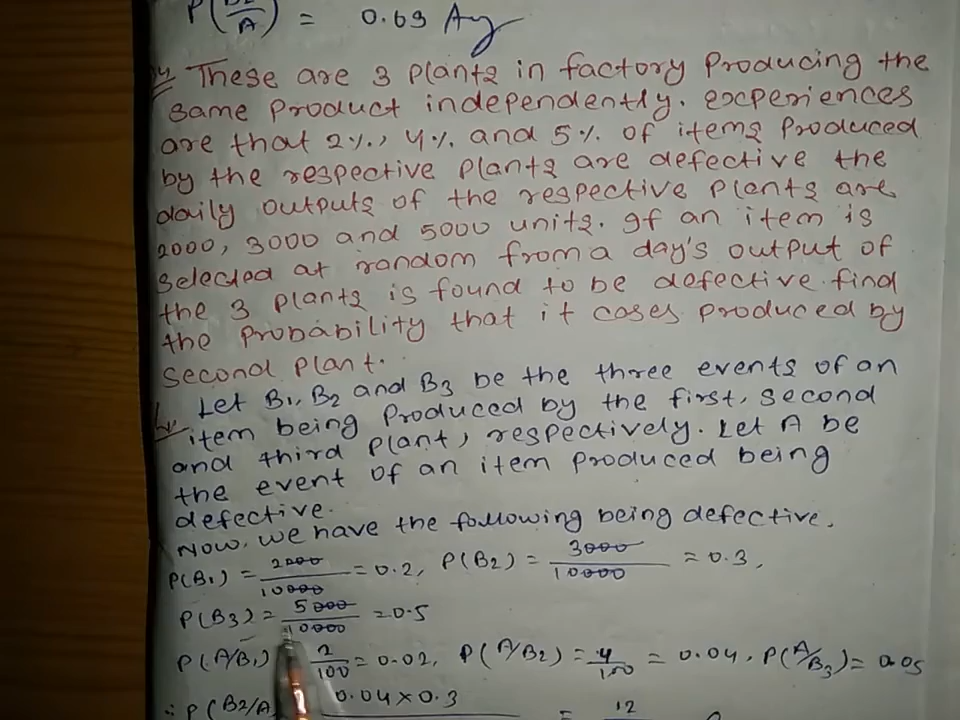 P(B2/A) = 0.69 Ay
These are 3 plants in factory producing the
same product independently. experiences
are that 2%, 4% and 5% of items produced
by the respective plants are defective the
daily outputs of the respective plants are
2000, 3000 and 5000 units. If an item is
selected at random from a day's output of
the 3 plants is found to be defective. find
the probability that it cases produced by
second plant.
Let B1, B2 and B3 be the three events of an
item being produced by the first, second
and third plant, respectively. Let A be
the event of an item produced being
defective.
Now, we have the following being defective.
P(B1) = 2000/10000 = 0.2, P(B2) = 3000/10000 = 0.3,
P(B3) = 5000/10000 = 0.5
P(A/B1) = 2/100 = 0.02, P(A/B2) = 4/100 = 0.04, P(A/B3) = 0.05
∴ P(B2/A) 0.04 x 0.3 = 12